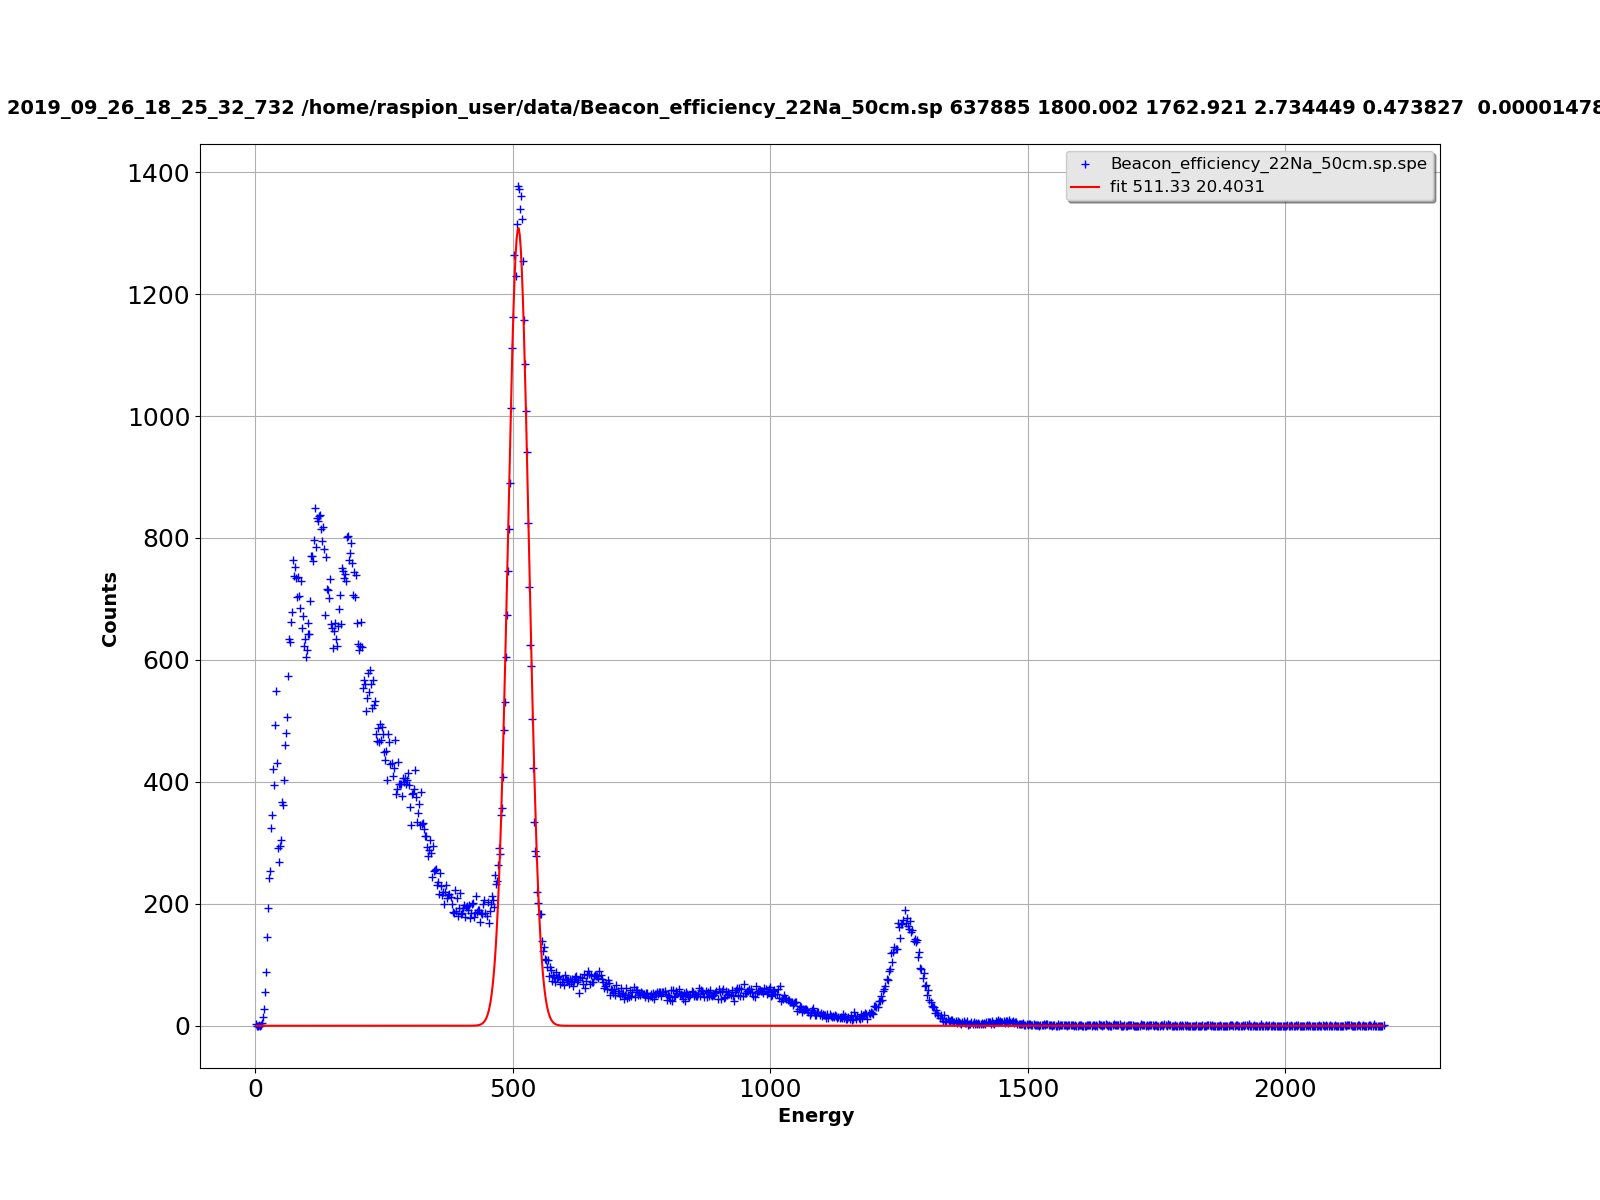 2019_09_26_18_25_32_732 /home/raspion_user/data/Beacon_efficiency_22Na_50cm.sp 637885 1800.002 1762.921 2.734449 0.473827  0.00001478
Beacon_efficiency_22Na_50cm.sp.spe
fit 511.33 20.4031
1400
1200
1000
800
600
400
200
0
Counts
0 500 1000 1500 2000
Energy